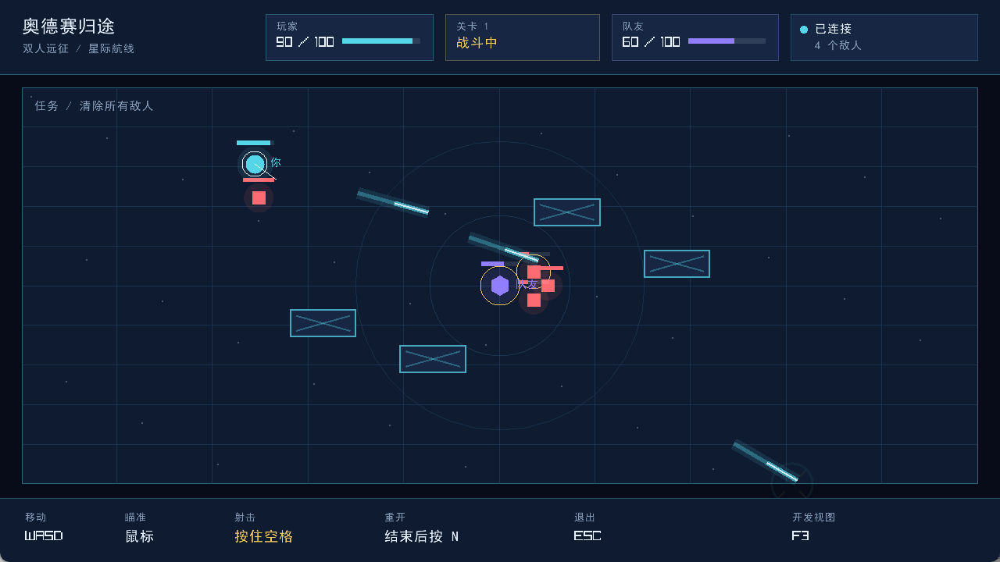 奥德赛归途
双人远征 / 星际航线
玩家
90 / 100
关卡 1
战斗中
队友
60 / 100
已连接
4 个敌人
任务 / 清除所有敌人
你
队友
移动
WASD
瞄准
鼠标
射击
按住空格
重开
结束后按 N
退出
ESC
开发视图
F3